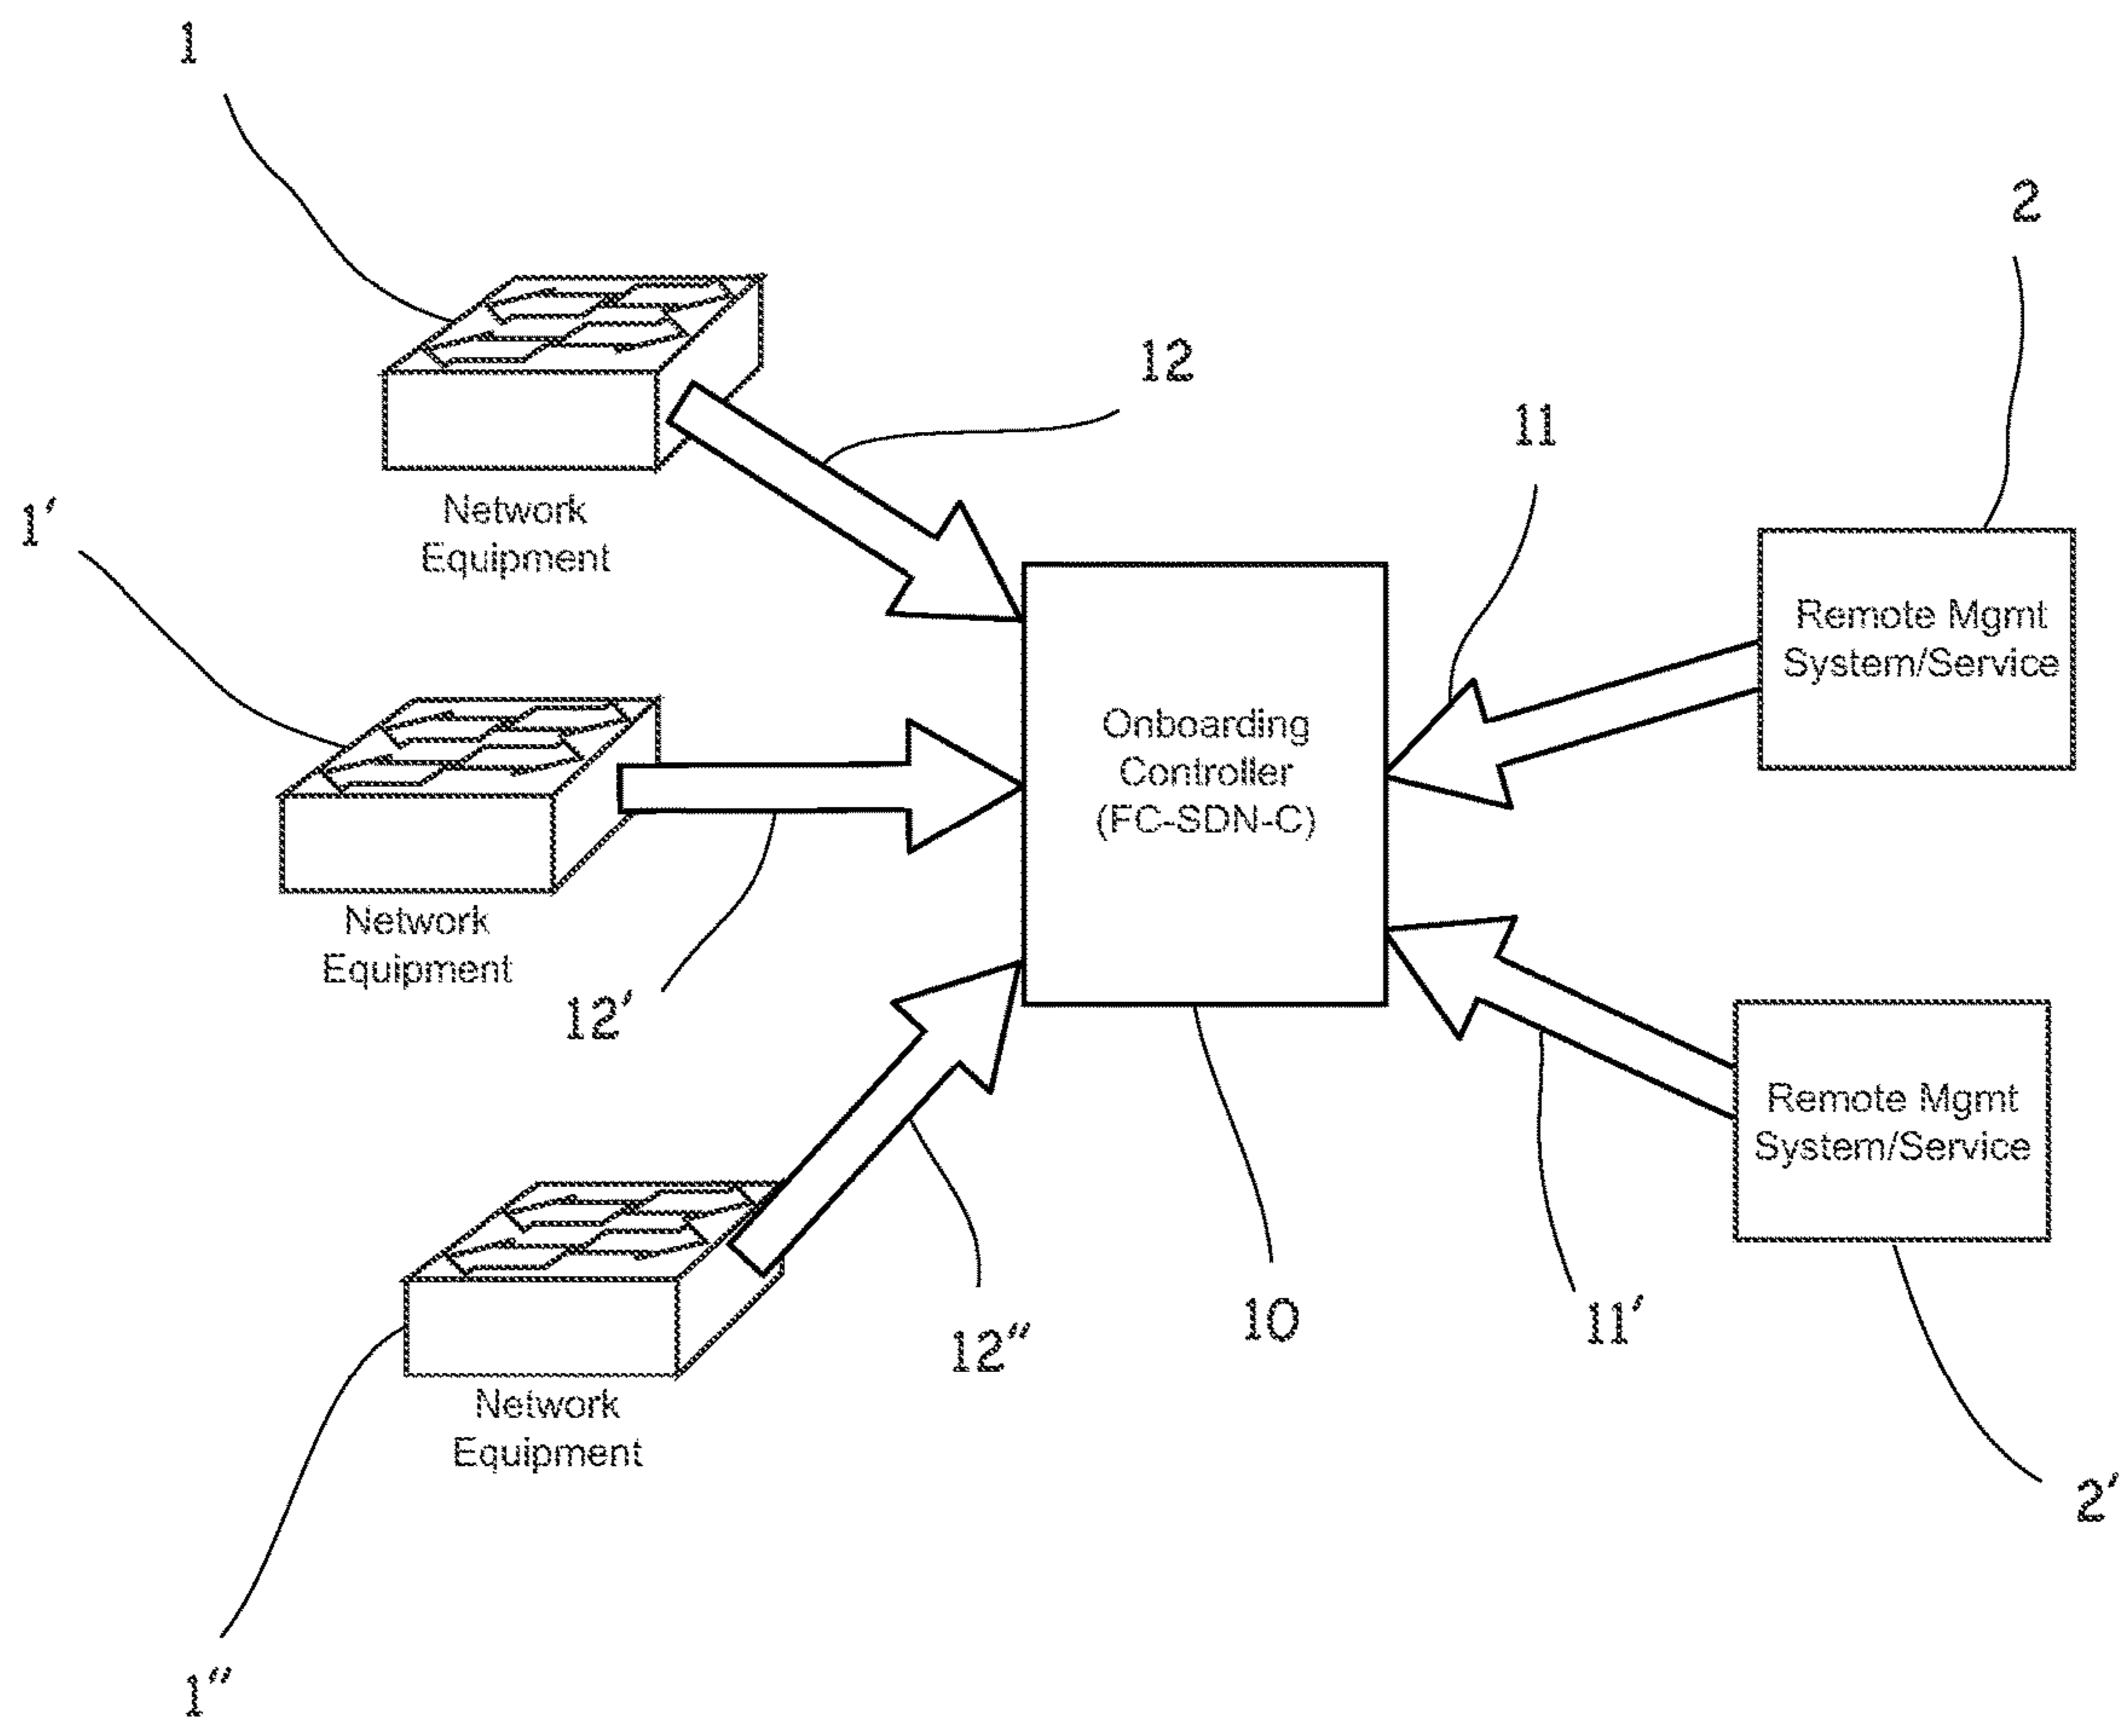 1
2
12
11
1′
Network
Equipment
Remote Mgmt
System/Service
Onboarding
Controller
(FC-SDN-C)
Network
Equipment
12′
Remote Mgmt
System/Service
10
11′
12″
Network
Equipment
2′
1″